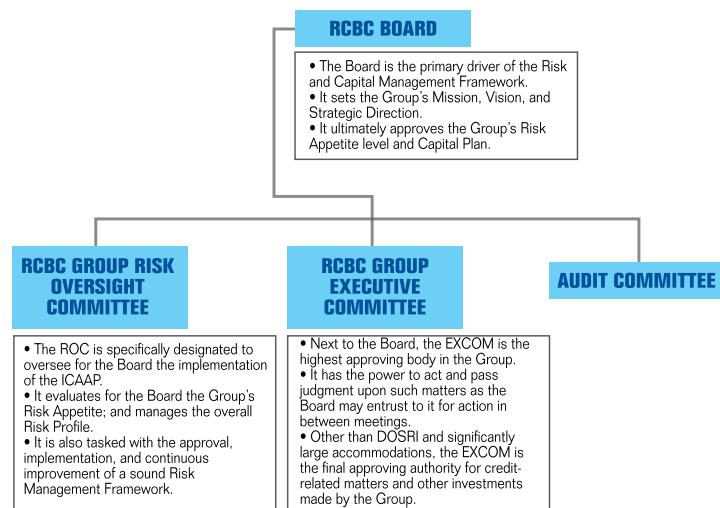 RCBC BOARD
• The Board is the primary driver of the Risk
and Capital Management Framework.
• It sets the Group's Mission, Vision, and
Strategic Direction.
• It ultimately approves the Group's Risk
Appetite level and Capital Plan.
RCBC GROUP RISK
OVERSIGHT
COMMITTEE
• The ROC is specifically designated to
oversee for the Board the implementation
of the ICAAP.
• It evaluates for the Board the Group's
Risk Appetite; and manages the overall
Risk Profile.
• It is also tasked with the approval,
implementation, and continuous
improvement of a sound Risk
Management Framework.
RCBC GROUP
EXECUTIVE
COMMITTEE
• Next to the Board, the EXCOM is the
highest approving body in the Group.
• It has the power to act and pass
judgment upon such matters as the
Board may entrust to it for action in
between meetings.
• Other than DOSRI and significantly
large accommodations, the EXCOM is
the final approving authority for credit-
related matters and other investments
made by the Group.
AUDIT COMMITTEE